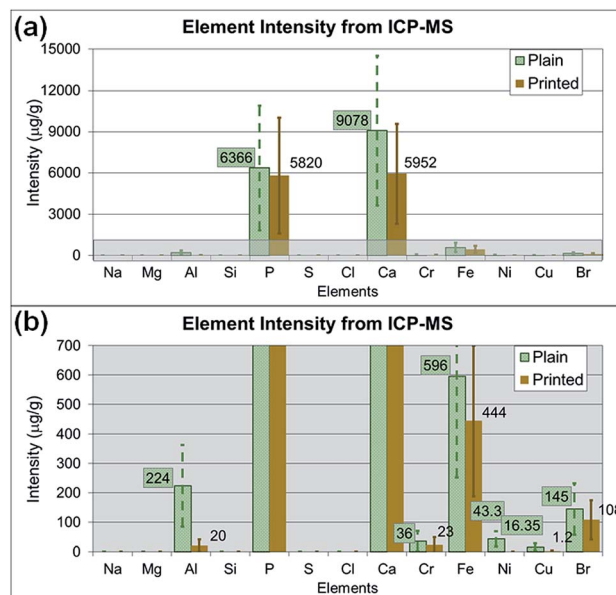 (a)
Element Intensity from ICP-MS
15000
12000
9000
6000
3000
0
Intensity (µg/g)
Plain
Printed
6366
5820
9078
5952
Na Mg Al Si P S Cl Ca Cr Fe Ni Cu Br
Elements
(b)
Element Intensity from ICP-MS
700
600
500
400
300
200
100
0
Intensity (µg/g)
Plain
Printed
224
20
36
23
596
444
43.3
16.35
1.2
145
108
Na Mg Al Si P S Cl Ca Cr Fe Ni Cu Br
Elements